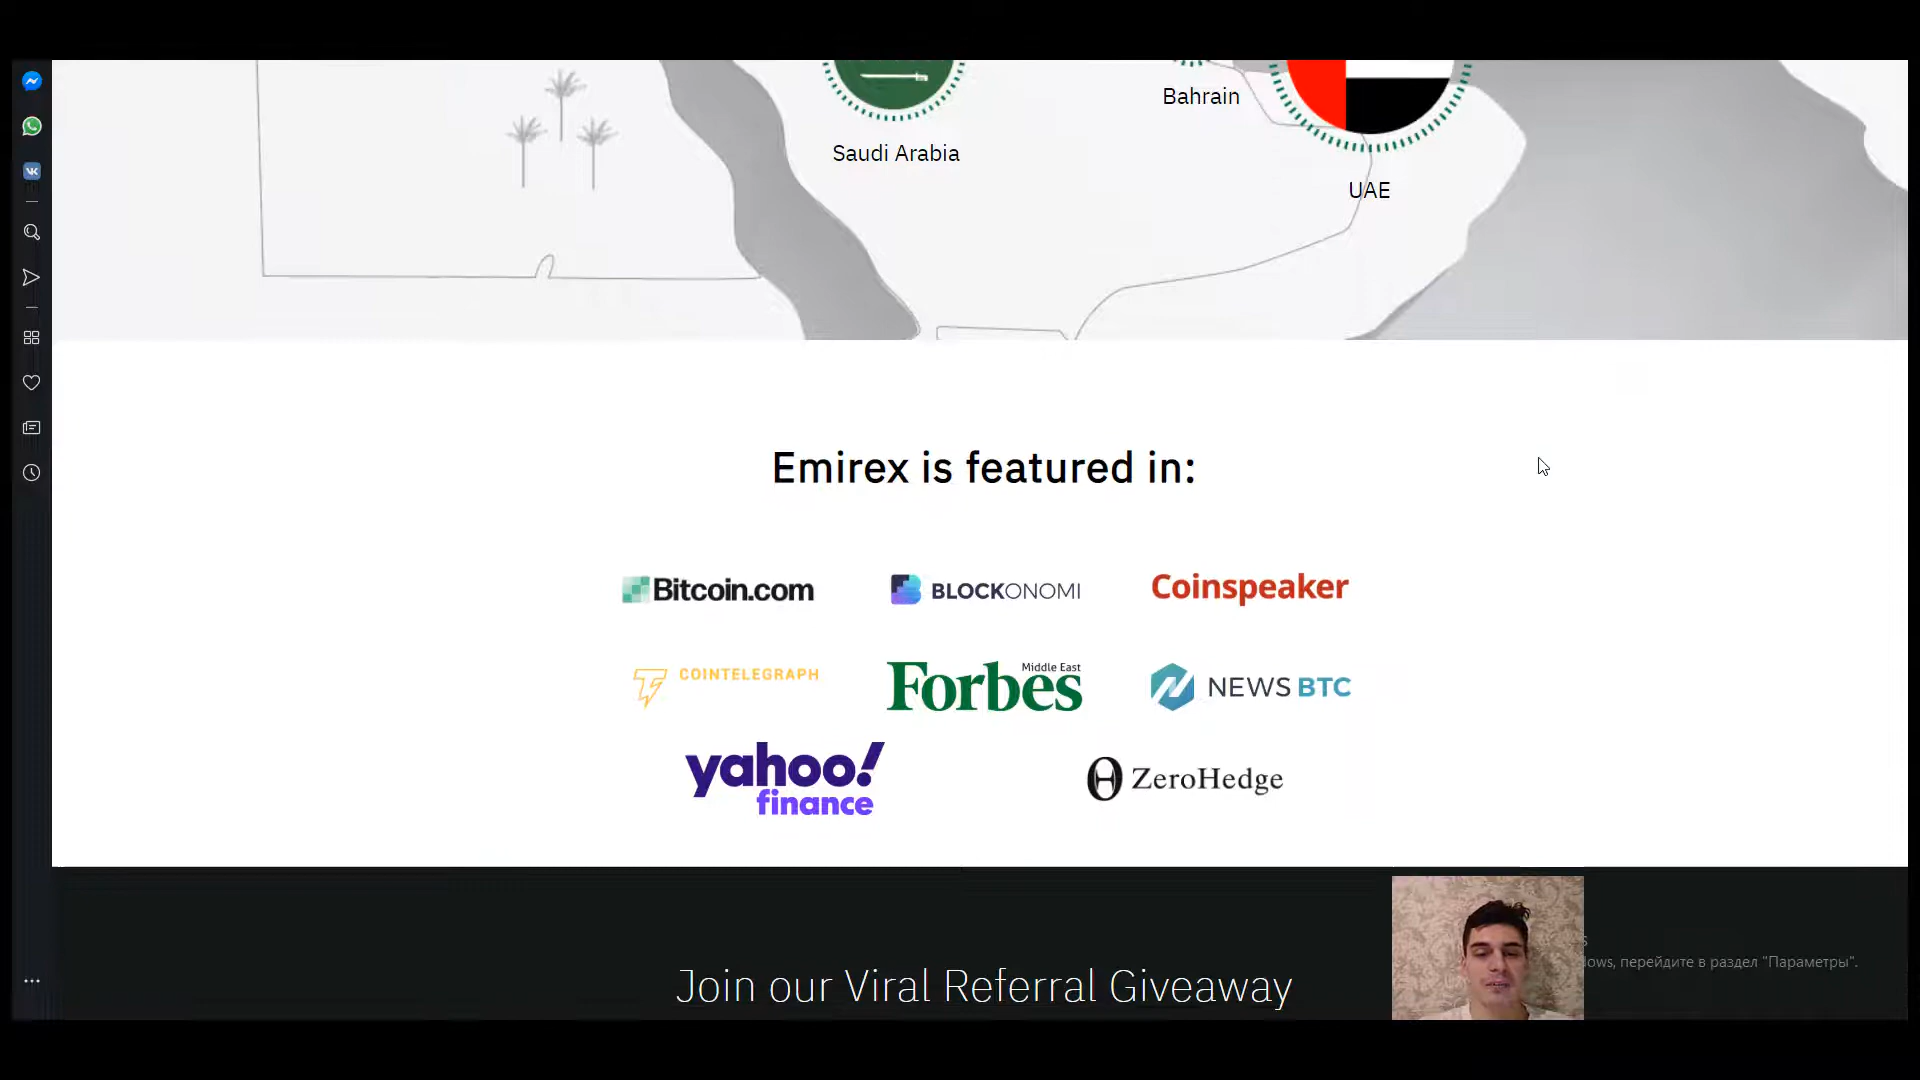 Bahrain
Saudi Arabia
UAE
Emirex is featured in:
Bitcoin.com
BLOCKONOMI
Coinspeaker
COINTELEGRAPH
Forbes
Middle East
NEWS BTC
yahoo!
finance
ZeroHedge
Join our Viral Referral Giveaway
перейдите в раздел "Параметры".